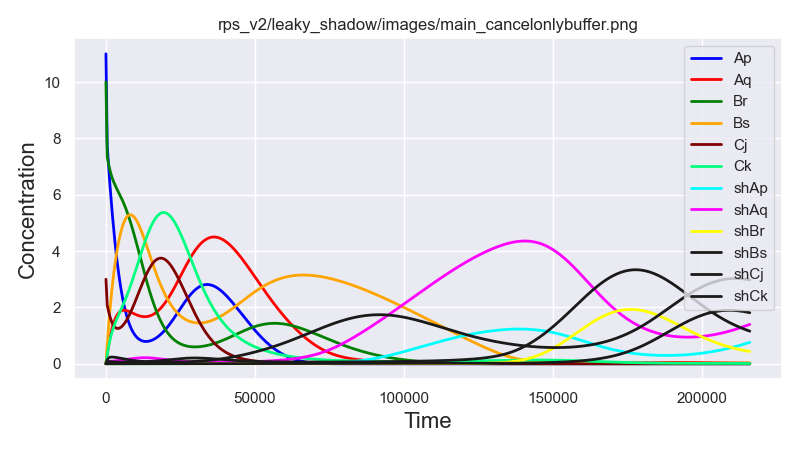 rps_v2/leaky_shadow/images/main_cancelonlybuffer.png
Concentration
10
8
6
4
2
0
0
50000
100000
150000
200000
Time
Ap
Aq
Br
Bs
Cj
Ck
shAp
shAq
shBr
shBs
shCj
shCk